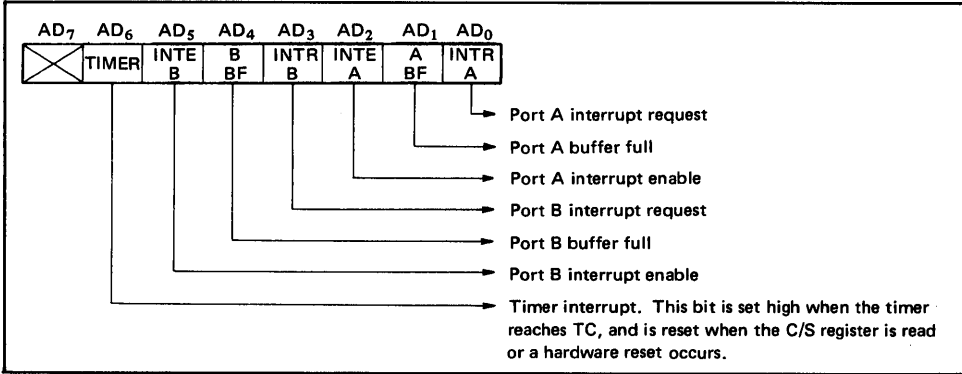 AD7 AD6 AD5 AD4 AD3 AD2 AD1 AD0
TIMER INTE B B BF INTR B INTE A A BF INTR A
Port A interrupt request
Port A buffer full
Port A interrupt enable
Port B interrupt request
Port B buffer full
Port B interrupt enable
Timer interrupt. This bit is set high when the timer
reaches TC, and is reset when the C/S register is read
or a hardware reset occurs.